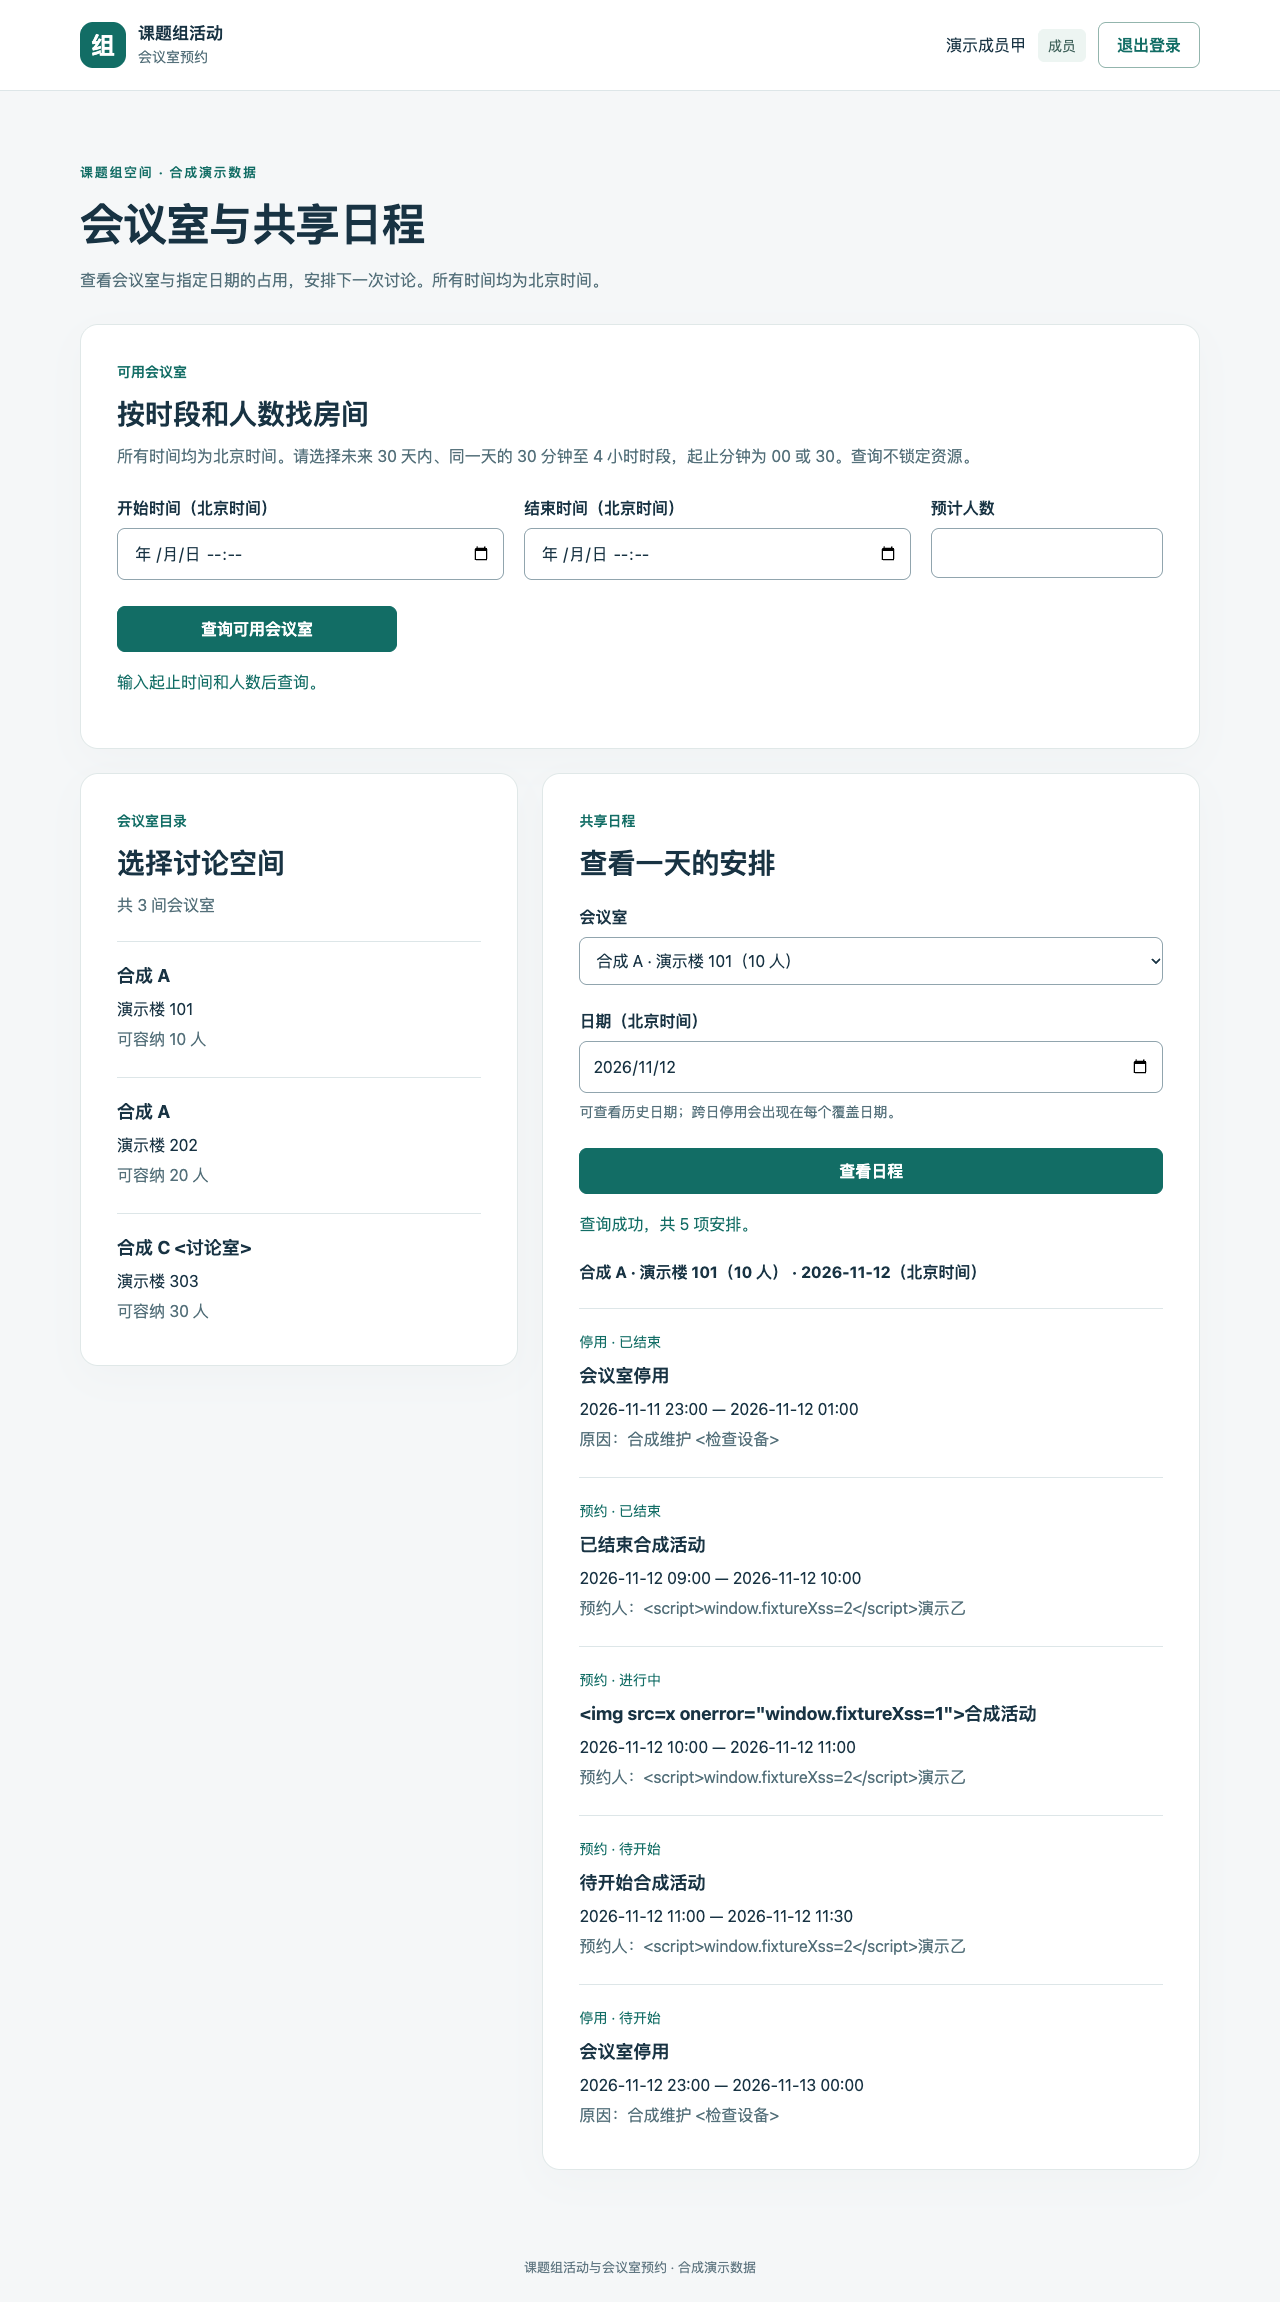 组
课题组活动
会议室预约
演示成员甲
成员
退出登录
课题组空间 · 合成演示数据
会议室与共享日程
查看会议室与指定日期的占用，安排下一次讨论。所有时间均为北京时间。
可用会议室
按时段和人数找房间
所有时间均为北京时间。请选择未来 30 天内、同一天的 30 分钟至 4 小时时段，起止分钟为 00 或 30。查询不锁定资源。
开始时间（北京时间）
结束时间（北京时间）
预计人数
年 /月/日 --:--
年 /月/日 --:--
查询可用会议室
输入起止时间和人数后查询。
会议室目录
选择讨论空间
共 3 间会议室
合成 A
演示楼 101
可容纳 10 人
合成 A
演示楼 202
可容纳 20 人
合成 C <讨论室>
演示楼 303
可容纳 30 人
共享日程
查看一天的安排
会议室
合成 A · 演示楼 101（10 人）
日期（北京时间）
2026/11/12
可查看历史日期；跨日停用会出现在每个覆盖日期。
查看日程
查询成功，共 5 项安排。
合成 A · 演示楼 101（10 人） · 2026-11-12（北京时间）
停用 · 已结束
会议室停用
2026-11-11 23:00 — 2026-11-12 01:00
原因：合成维护 <检查设备>
预约 · 已结束
已结束合成活动
2026-11-12 09:00 — 2026-11-12 10:00
预约人：<script>window.fixtureXss=2</script>演示乙
预约 · 进行中
<img src=x onerror="window.fixtureXss=1">合成活动
2026-11-12 10:00 — 2026-11-12 11:00
预约人：<script>window.fixtureXss=2</script>演示乙
预约 · 待开始
待开始合成活动
2026-11-12 11:00 — 2026-11-12 11:30
预约人：<script>window.fixtureXss=2</script>演示乙
停用 · 待开始
会议室停用
2026-11-12 23:00 — 2026-11-13 00:00
原因：合成维护 <检查设备>
课题组活动与会议室预约 · 合成演示数据